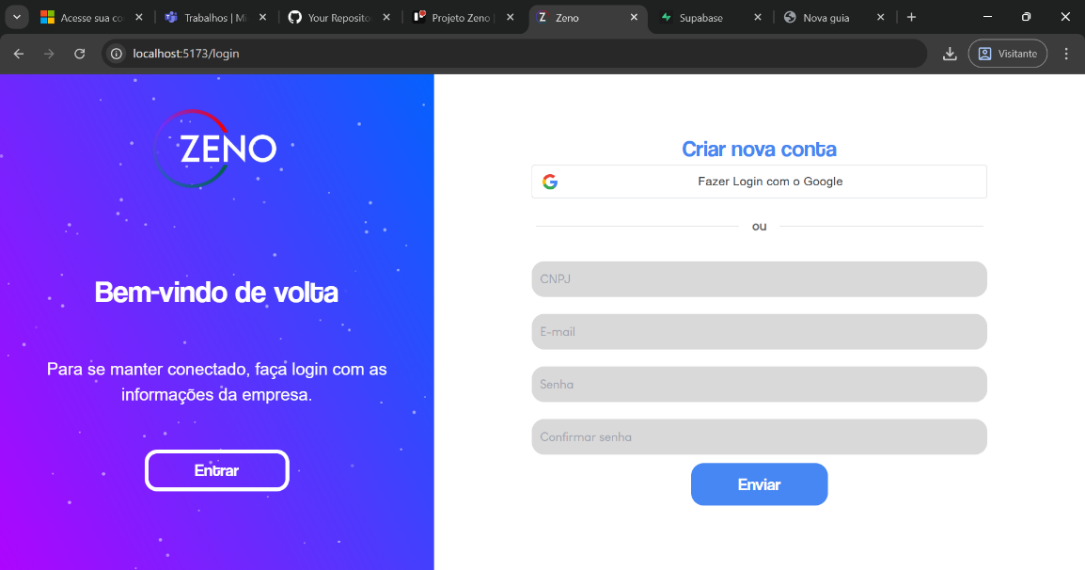 Acesse sua co
Trabalhos | Mi
Your Reposito
Projeto Zeno |
Zeno
Supabase
Nova guia
localhost:5173/login
Visitante
ZENO
Bem-vindo de volta
Para se manter conectado, faça login com as
informações da empresa.
Entrar
Criar nova conta
Fazer Login com o Google
ou
CNPJ
E-mail
Senha
Confirmar senha
Enviar